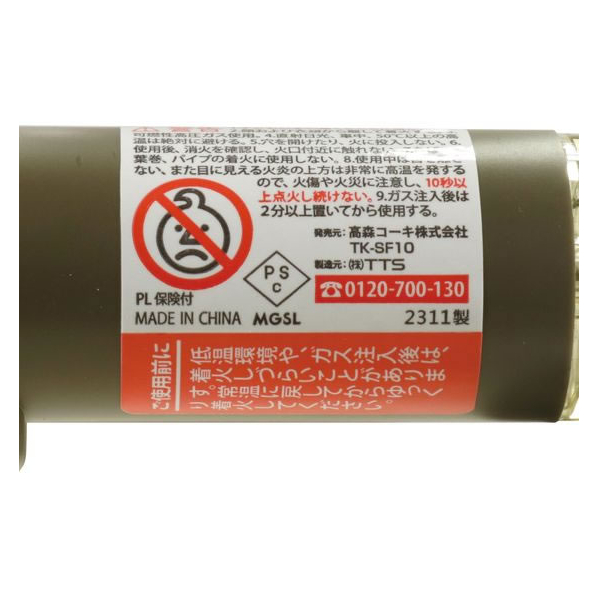 可燃性高圧ガス使用。4.直射日光、車中、50℃以上の高
温は絶対に避ける。5.穴を開けたり、火に投入しない。6.
使用後、消火を確認し、火口付近に触れない
葉巻、パイプの着火に使用しない。8.使用中は
ない、また目に見える火炎の上方は非常に高温を発する
ので、火傷や火災に注意し、10秒以
上点火し続けない。9.ガス注入後は
2分以上置いてから使用する。
発売元：高森コーキ株式会社
TK-SF10
製造元：㈱TTS
PSc
☎0120-700-130
PL保険付
MADE IN CHINA MGSL 2311製
ご使用前に
低温環境や、ガス注入後は、
着火しづらいことがありま
す。常温に戻してからゆっく
り着火してください。